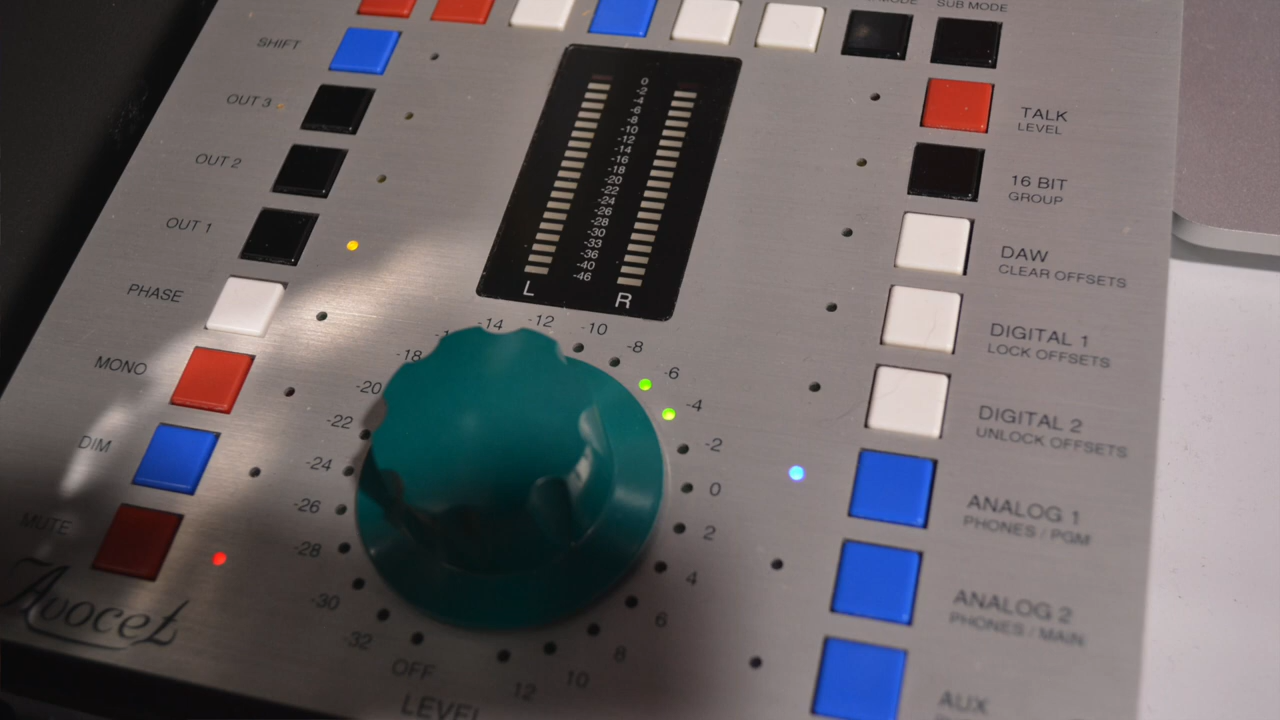 SUB MODE
SHIFT
OUT 3
OUT 2
OUT 1
PHASE
MONO
DIM
MUTE
Avocet
0
-2
-4
-6
-8
-10
-12
-14
-16
-18
-20
-22
-24
-26
-28
-30
-33
-36
-40
-46
L
R
TALK
LEVEL
16 BIT
GROUP
DAW
CLEAR OFFSETS
DIGITAL 1
LOCK OFFSETS
DIGITAL 2
UNLOCK OFFSETS
ANALOG 1
PHONES / PGM
ANALOG 2
PHONES / MAIN
AUX
OFF
-32
-30
-28
-26
-24
-22
-20
-18
-14
-12
-10
-8
-6
-4
-2
0
2
4
6
8
10
12
LEVEL